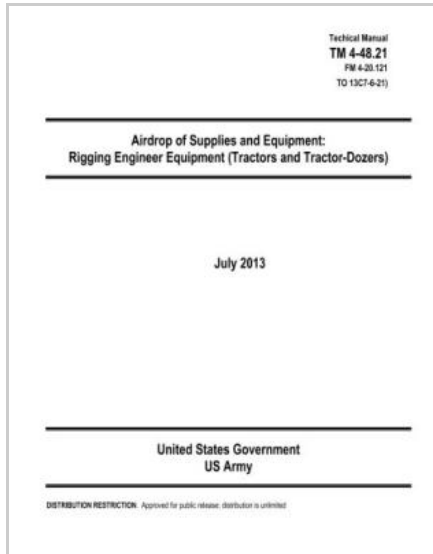 Techical Manual
TM 4-48.21
FM 4-20.121
TO 13C7-6-21)
Airdrop of Supplies and Equipment:
Rigging Engineer Equipment (Tractors and Tractor-Dozers)
July 2013
United States Government
US Army
DISTRIBUTION RESTRICTION: Approved for public release; distribution is unlimited